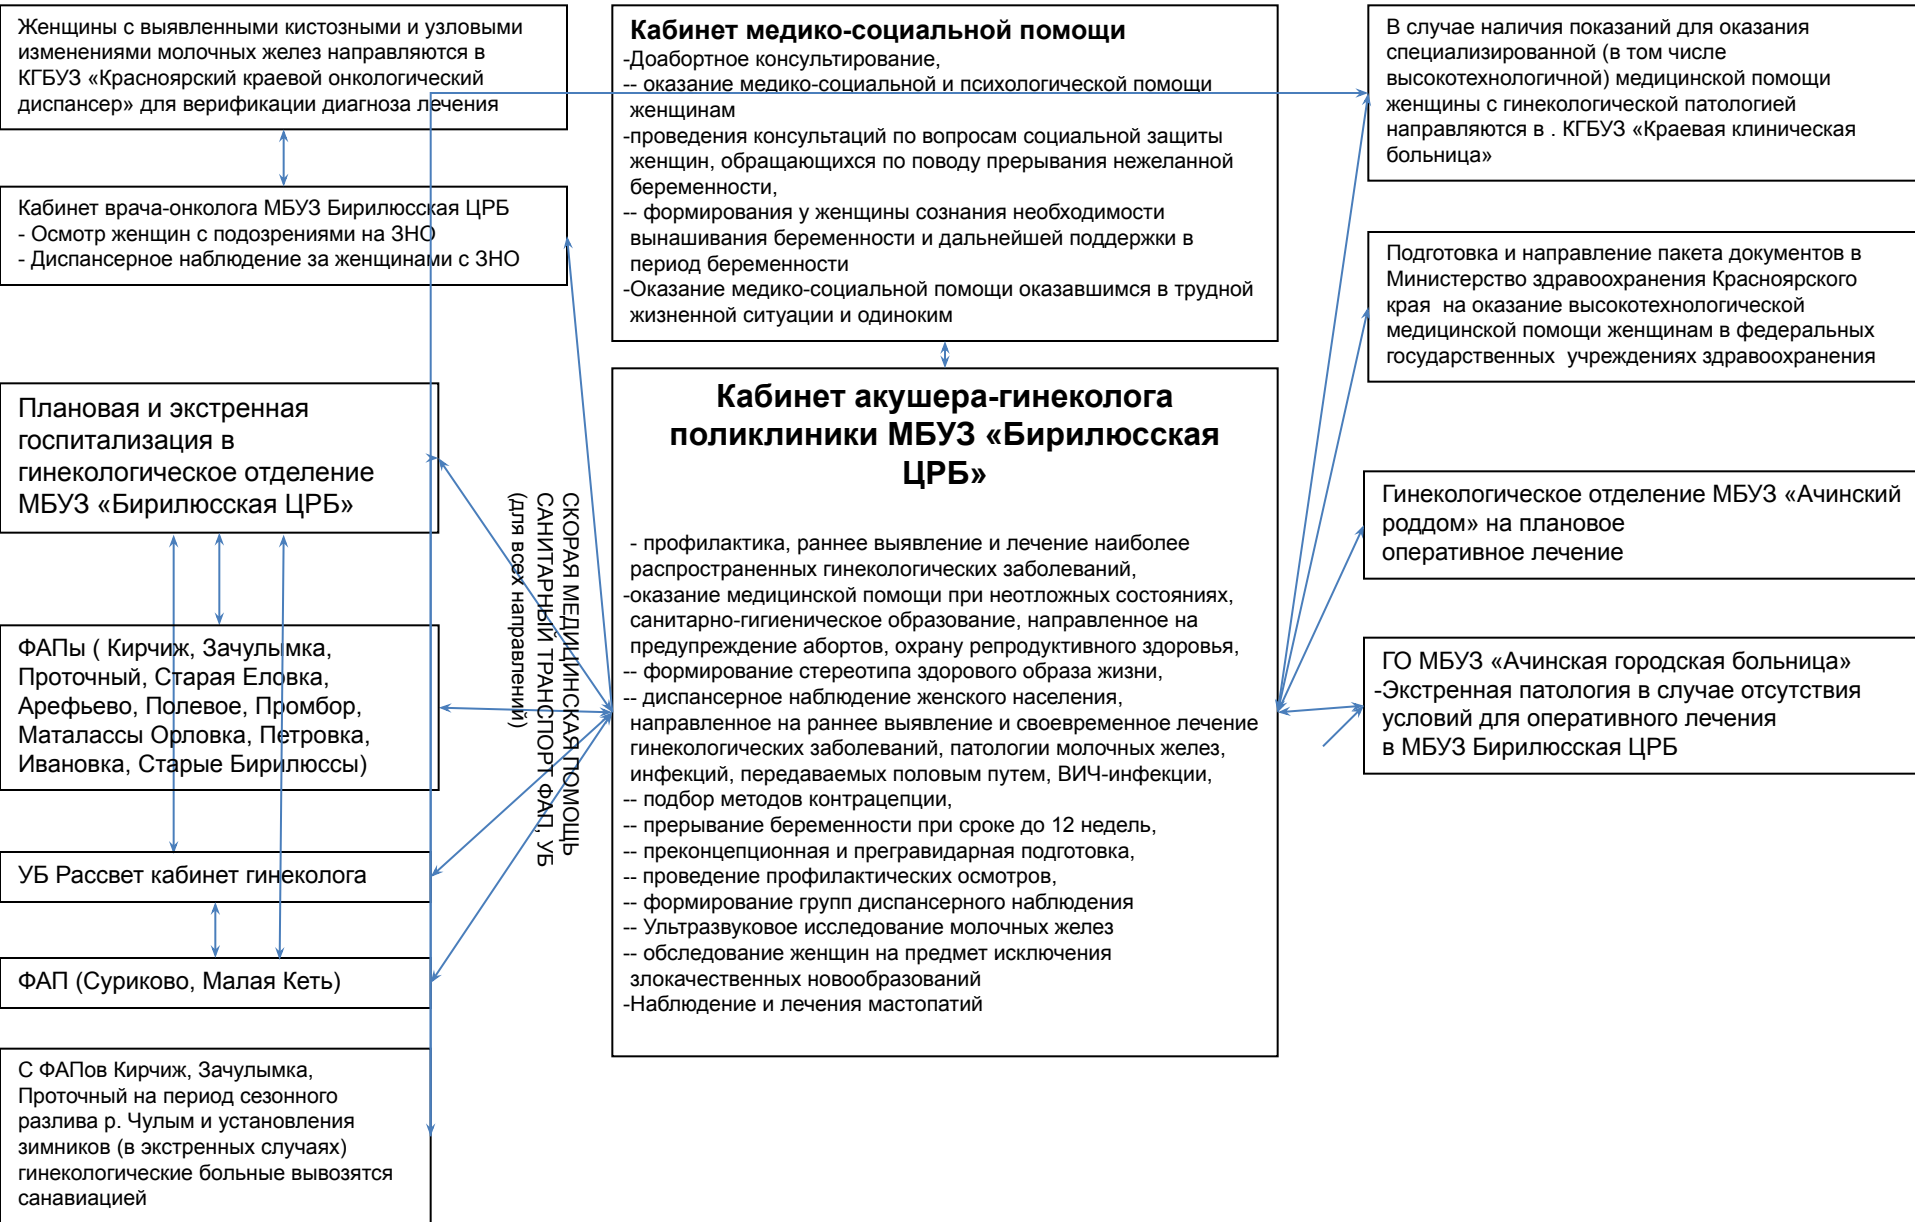 Женщины с выявленными кистозными и узловыми
изменениями молочных желез направляются в
КГБУЗ «Красноярский краевой онкологический
диспансер» для верификации диагноза лечения
Кабинет врача-онколога МБУЗ Бирилюсская ЦРБ
- Осмотр женщин с подозрениями на ЗНО
- Диспансерное наблюдение за женщинами с ЗНО
Плановая и экстренная
госпитализация в
гинекологическое отделение
МБУЗ «Бирилюсская ЦРБ»
ФАПы ( Кирчиж, Зачулымка,
Проточный, Старая Еловка,
Арефьево, Полевое, Промбор,
Маталассы Орловка, Петровка,
Ивановка, Старые Бирилюссы)
УБ Рассвет кабинет гинеколога
ФАП (Суриково, Малая Кеть)
С ФАПов Кирчиж, Зачулымка,
Проточный на период сезонного
разлива р. Чулым и установления
зимников (в экстренных случаях)
гинекологические больные вывозятся
санавиацией
СКОРАЯ МЕДИЦИНСКАЯ ПОМОЩЬ
САНИТАРНЫЙ ТРАНСПОРТ ФАП, УБ
(для всех направлений)
Кабинет медико-социальной помощи
-Доабортное консультирование,
-- оказание медико-социальной и психологической помощи
женщинам
-проведения консультаций по вопросам социальной защиты
женщин, обращающихся по поводу прерывания нежеланной
беременности,
-- формирования у женщины сознания необходимости
вынашивания беременности и дальнейшей поддержки в
период беременности
-Оказание медико-социальной помощи оказавшимся в трудной
жизненной ситуации и одиноким
Кабинет акушера-гинеколога
поликлиники МБУЗ «Бирилюсская
ЦРБ»
- профилактика, раннее выявление и лечение наиболее
распространенных гинекологических заболеваний,
-оказание медицинской помощи при неотложных состояниях,
санитарно-гигиеническое образование, направленное на
предупреждение абортов, охрану репродуктивного здоровья,
-- формирование стереотипа здорового образа жизни,
-- диспансерное наблюдение женского населения,
направленное на раннее выявление и своевременное лечение
гинекологических заболеваний, патологии молочных желез,
инфекций, передаваемых половым путем, ВИЧ-инфекции,
-- подбор методов контрацепции,
-- прерывание беременности при сроке до 12 недель,
-- преконцепционная и прегравидарная подготовка,
-- проведение профилактических осмотров,
-- формирование групп диспансерного наблюдения
-- Ультразвуковое исследование молочных желез
-- обследование женщин на предмет исключения
злокачественных новообразований
-Наблюдение и лечения мастопатий
В случае наличия показаний для оказания
специализированной (в том числе
высокотехнологичной) медицинской помощи
женщины с гинекологической патологией
направляются в . КГБУЗ «Краевая клиническая
больница»
Подготовка и направление пакета документов в
Министерство здравоохранения Красноярского
края  на оказание высокотехнологической
медицинской помощи женщинам в федеральных
государственных  учреждениях здравоохранения
Гинекологическое отделение МБУЗ «Ачинский
роддом» на плановое
оперативное лечение
ГО МБУЗ «Ачинская городская больница»
-Экстренная патология в случае отсутствия
условий для оперативного лечения
в МБУЗ Бирилюсская ЦРБ